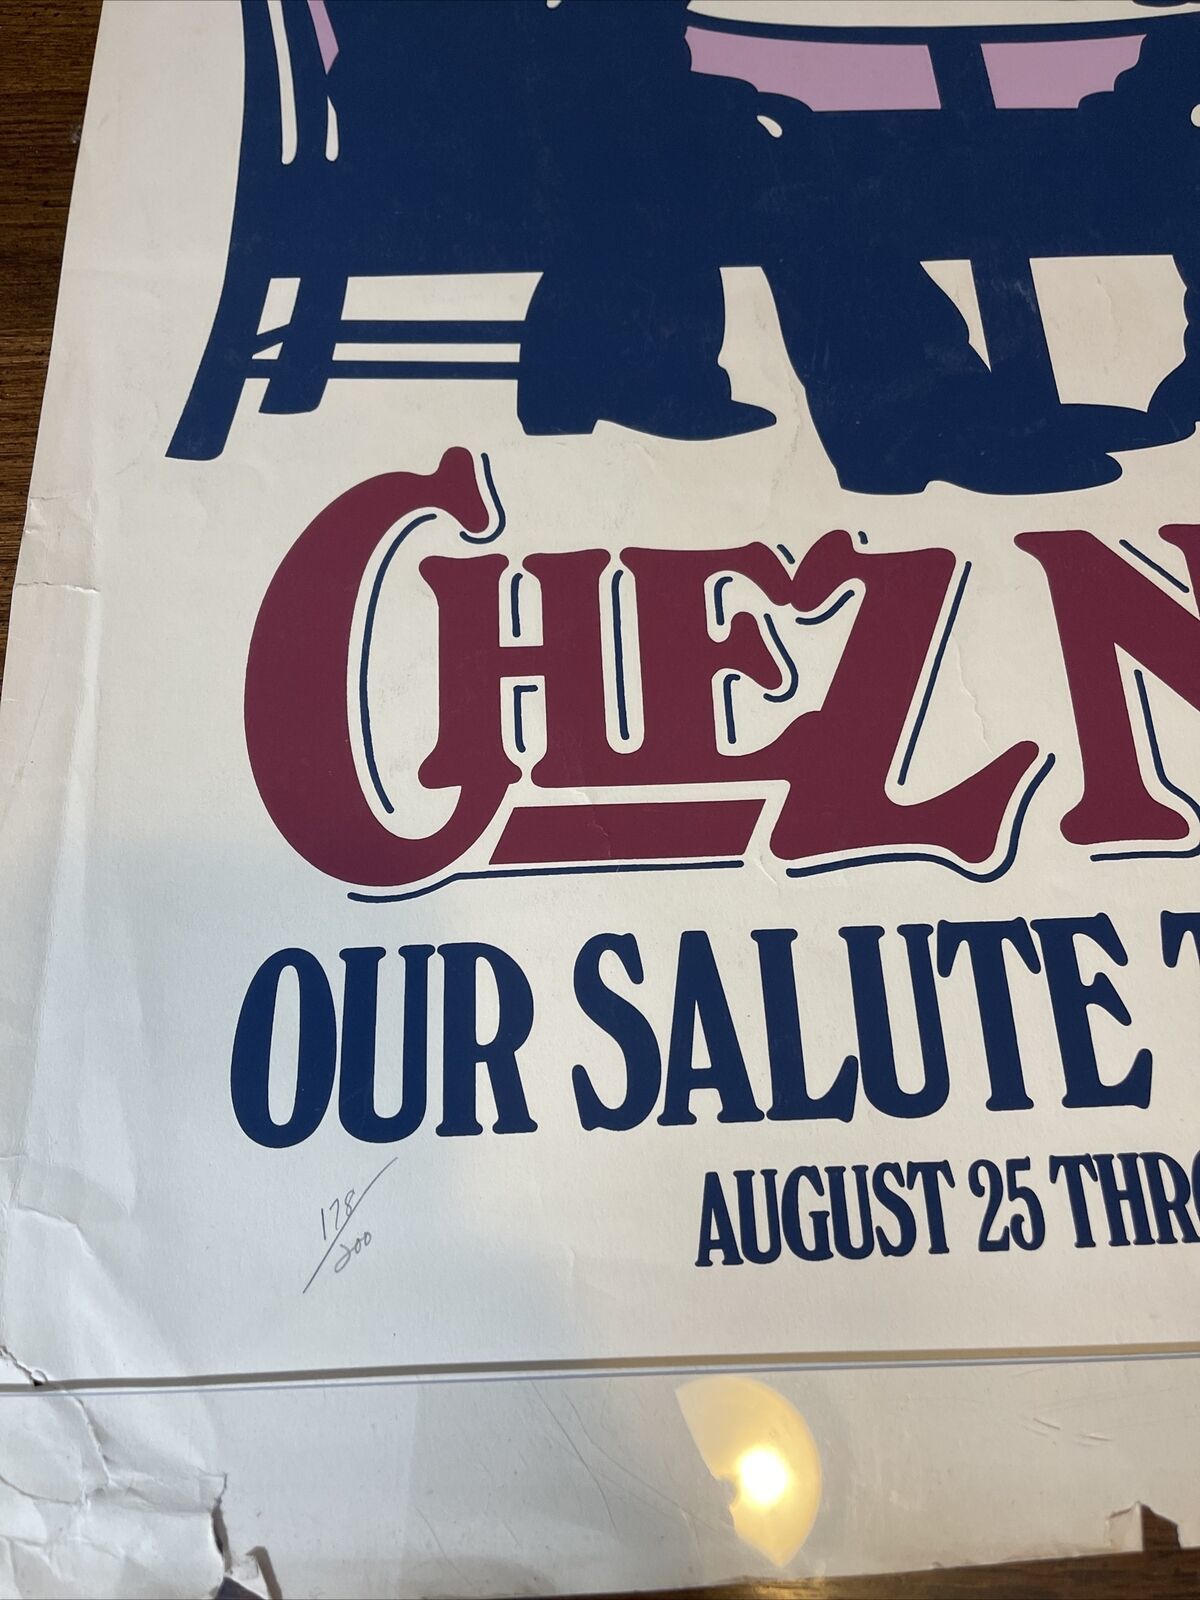 CHEZ N
OUR SALUTE T
AUGUST 25 THRO
178/200